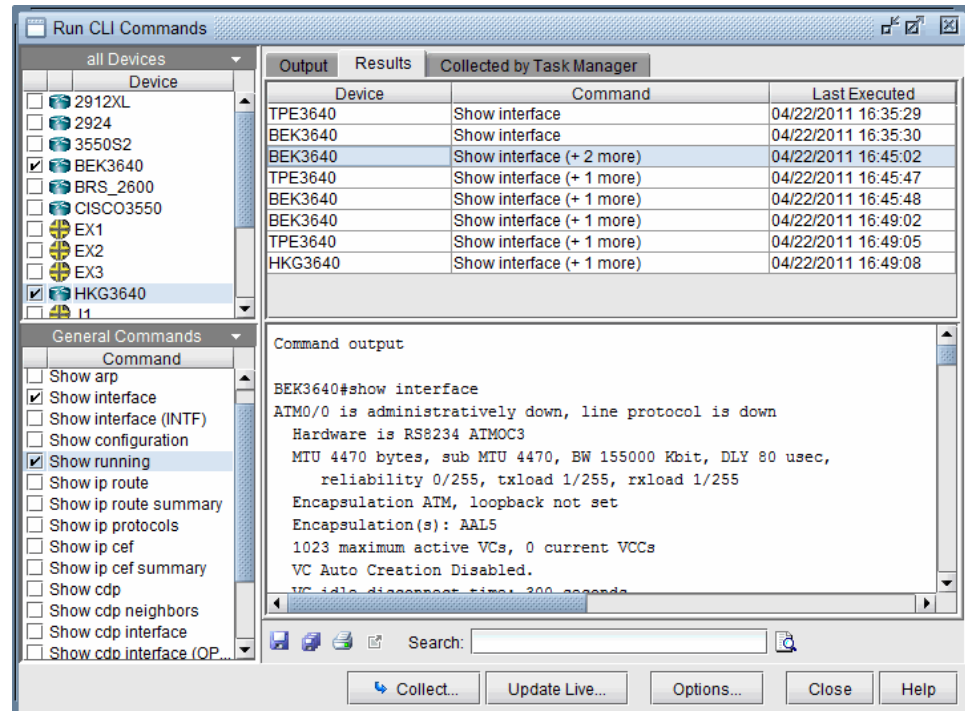 Run CLI Commands
all Devices
Device
2912XL
2924
3550S2
BEK3640
BRS_2600
CISCO3550
EX1
EX2
EX3
HKG3640
J1
General Commands
Command
Show arp
Show interface
Show interface (INTF)
Show configuration
Show running
Show ip route
Show ip route summary
Show ip protocols
Show ip cef
Show ip cef summary
Show cdp
Show cdp neighbors
Show cdp interface
Show cdp interface (OP...
Output Results Collected by Task Manager
Device Command Last Executed
TPE3640 Show interface 04/22/2011 16:35:29
BEK3640 Show interface 04/22/2011 16:35:30
BEK3640 Show interface (+ 2 more) 04/22/2011 16:45:02
TPE3640 Show interface (+ 1 more) 04/22/2011 16:45:47
BEK3640 Show interface (+ 1 more) 04/22/2011 16:45:48
BEK3640 Show interface (+ 1 more) 04/22/2011 16:49:02
TPE3640 Show interface (+ 1 more) 04/22/2011 16:49:05
HKG3640 Show interface (+ 1 more) 04/22/2011 16:49:08
Command output
BEK3640#show interface
ATM0/0 is administratively down, line protocol is down
Hardware is RS8234 ATMOC3
MTU 4470 bytes, sub MTU 4470, BW 155000 Kbit, DLY 80 usec,
reliability 0/255, txload 1/255, rxload 1/255
Encapsulation ATM, loopback not set
Encapsulation(s): AAL5
1023 maximum active VCs, 0 current VCCs
VC Auto Creation Disabled.
VC idle disconnect time: 300 seconds
Search:
Collect... Update Live... Options... Close Help